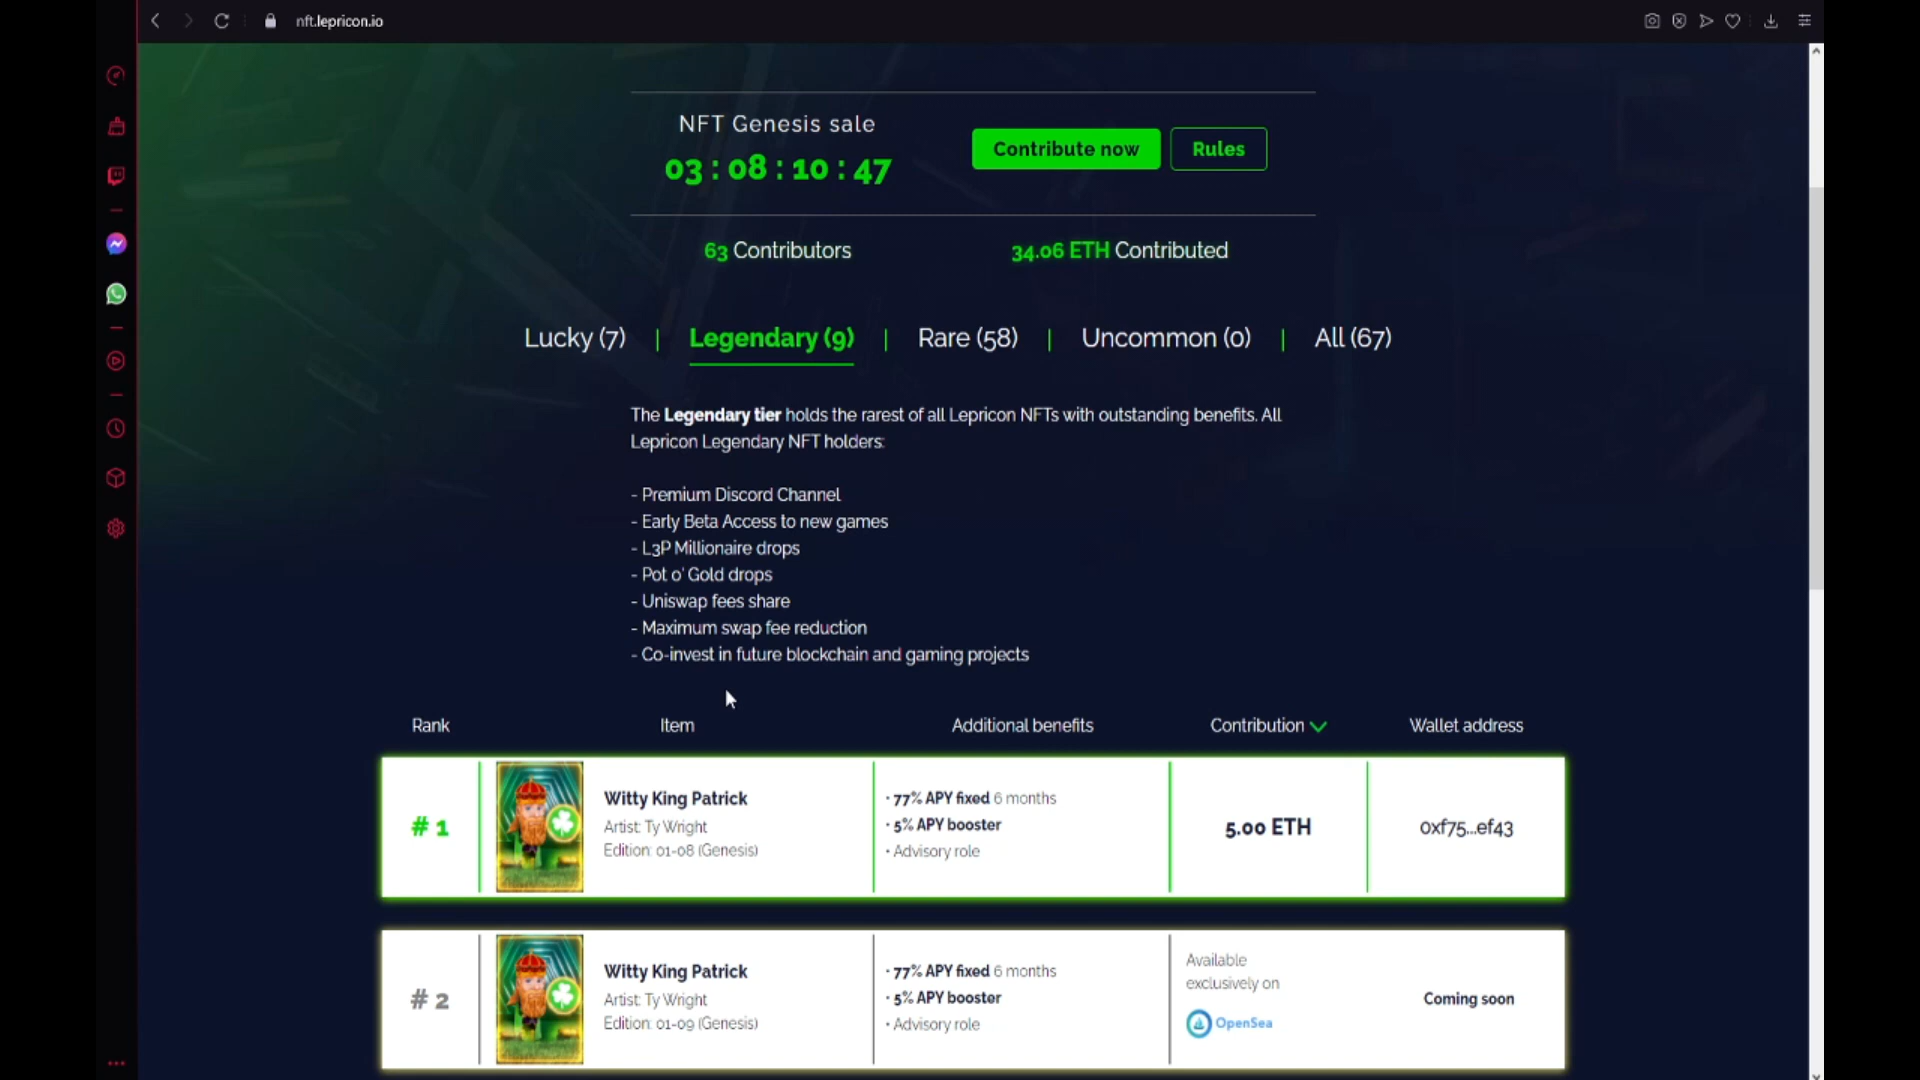 nft.lepricon.io
NFT Genesis sale
03 : 08 : 10 : 47
Contribute now
Rules
63 Contributors
34.06 ETH Contributed
Lucky (7) | Legendary (9) | Rare (58) | Uncommon (0) | All (67)
The Legendary tier holds the rarest of all Lepricon NFTs with outstanding benefits. All
Lepricon Legendary NFT holders:
- Premium Discord Channel
- Early Beta Access to new games
- L3P Millionaire drops
- Pot o' Gold drops
- Uniswap fees share
- Maximum swap fee reduction
- Co-invest in future blockchain and gaming projects
Rank Item Additional benefits Contribution Wallet address
# 1
Witty King Patrick
Artist: Ty Wright
Edition: 01-08 (Genesis)
· 77% APY fixed 6 months
· 5% APY booster
· Advisory role
5.00 ETH
0xf75...ef43
# 2
Witty King Patrick
Artist: Ty Wright
Edition: 01-09 (Genesis)
· 77% APY fixed 6 months
· 5% APY booster
· Advisory role
Available
exclusively on
OpenSea
Coming soon